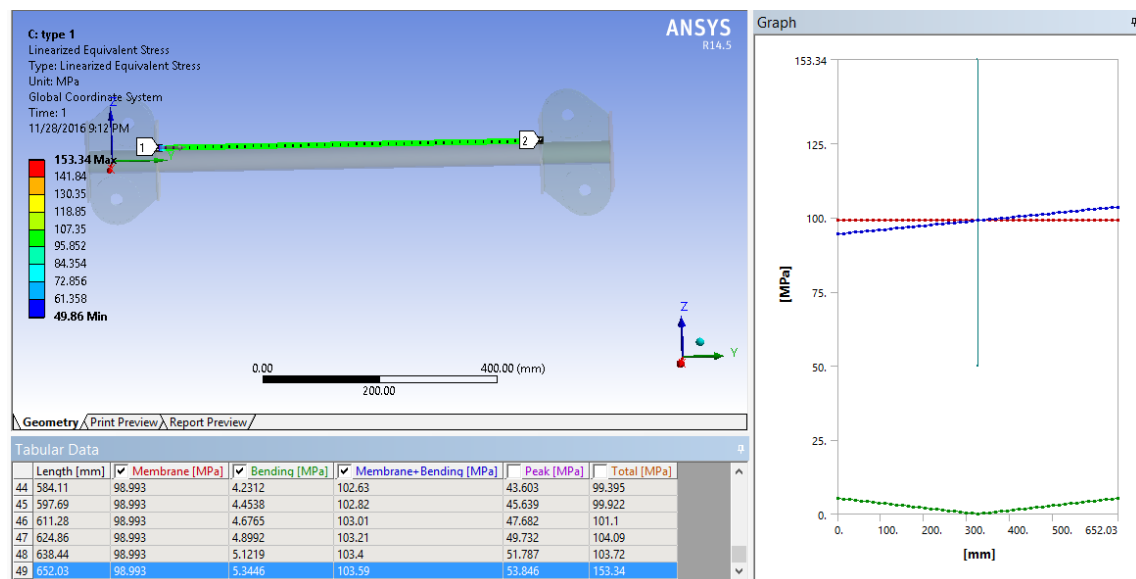 C: type 1
Linearized Equivalent Stress
Type: Linearized Equivalent Stress
Unit: MPa
Global Coordinate System
Time: 1
11/28/2016 9:12 PM
153.34 Max
141.84
130.35
118.85
107.35
95.852
84.354
72.856
61.358
49.86 Min
ANSYS
R14.5
Z
1
2
Z
Y
0.00 400.00 (mm)
200.00
Geometry Print Preview Report Preview
Tabular Data
Length [mm] Membrane [MPa] Bending [MPa] Membrane+Bending [MPa] Peak [MPa] Total [MPa]
44 584.11 98.993 4.2312 102.63 43.603 99.395
45 597.69 98.993 4.4538 102.82 45.639 99.922
46 611.28 98.993 4.6765 103.01 47.682 101.1
47 624.86 98.993 4.8992 103.21 49.732 104.09
48 638.44 98.993 5.1219 103.4 51.787 103.72
49 652.03 98.993 5.3446 103.59 53.846 153.34
Graph
153.34
125.
100.
75.
50.
25.
0.
[MPa]
0. 100. 200. 300. 400. 500. 652.03
[mm]